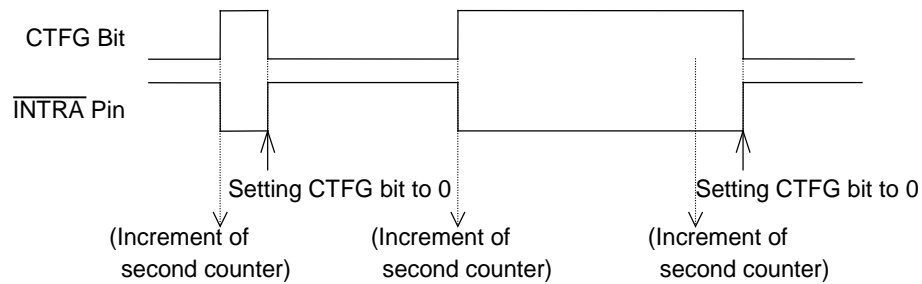 CTFG Bit
INTRA Pin
Setting CTFG bit to 0
Setting CTFG bit to 0
(Increment of
second counter)
(Increment of
second counter)
(Increment of
second counter)